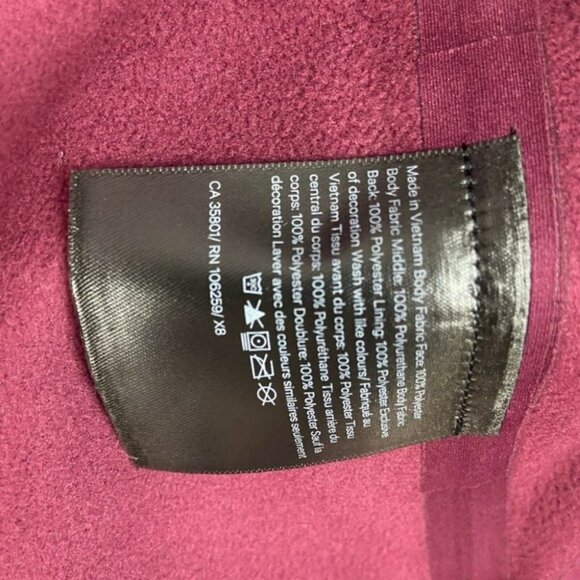 Made in Vietnam Body Fabric Face: 100% Polyester
Body Fabric Middle: 100% Polyurethane Body Fabric
Back: 100% Polyester Lining: 100% Polyester Exclusive
of decoration Wash with like colours/ Fabriqué au
Vietnam Tissu avant du corps: 100% Polyester Tissu
central du corps: 100% Polyuréthane Tissu arrière du
corps: 100% Polyester Doublure: 100% Polyester Sauf la
décoration Laver avec des couleurs similaires seulement
CA 35801/ RN 106259/ X8